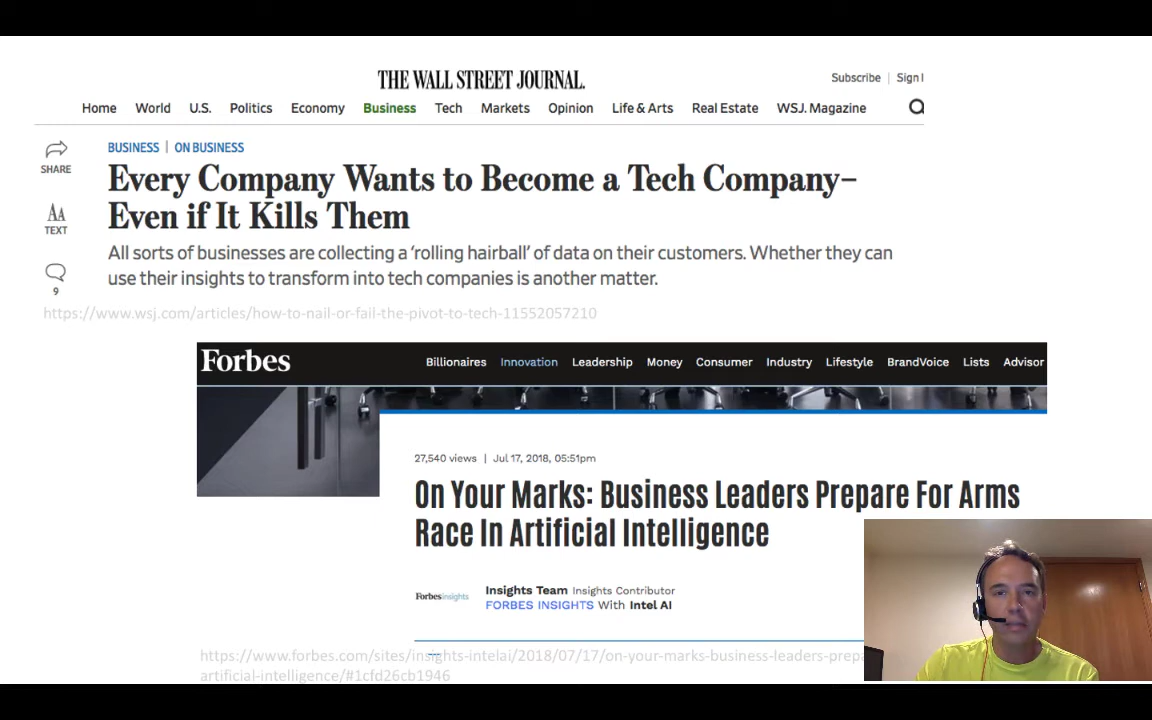 THE WALL STREET JOURNAL.
Subscribe | Sign I
Home World U.S. Politics Economy Business Tech Markets Opinion Life & Arts Real Estate WSJ. Magazine
SHARE
BUSINESS | ON BUSINESS
Every Company Wants to Become a Tech Company–
Even if It Kills Them
AA
TEXT
All sorts of businesses are collecting a ‘rolling hairball’ of data on their customers. Whether they can
use their insights to transform into tech companies is another matter.
9
https://www.wsj.com/articles/how-to-nail-or-fail-the-pivot-to-tech-11552057210
Forbes
Billionaires Innovation Leadership Money Consumer Industry Lifestyle BrandVoice Lists Advisor
27,540 views | Jul 17, 2018, 05:51pm
On Your Marks: Business Leaders Prepare For Arms
Race In Artificial Intelligence
Forbes insights
Insights Team Insights Contributor
FORBES INSIGHTS With Intel AI
https://www.forbes.com/sites/insights-intelai/2018/07/17/on-your-marks-business-leaders-prepa
artificial-intelligence/#1cfd26cb1946